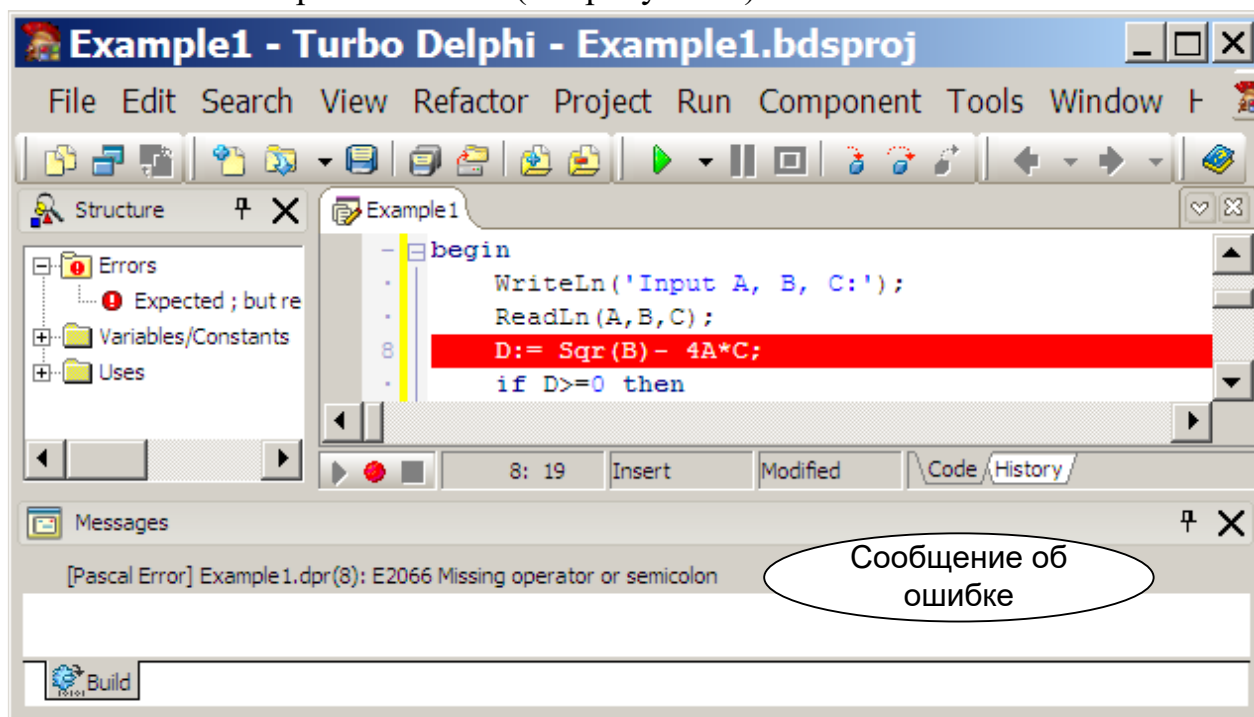 Example1 - Turbo Delphi - Example1.bdsproj
File Edit Search View Refactor Project Run Component Tools Window H
Structure
Example1
Errors
Expected ; but re
Variables/Constants
Uses
begin
WriteLn('Input A, B, C:');
ReadLn(A,B,C);
8 D:= Sqr(B)- 4A*C;
if D>=0 then
8: 19 Insert Modified Code History
Messages
[Pascal Error] Example1.dpr(8): E2066 Missing operator or semicolon
Сообщение об
ошибке
Build